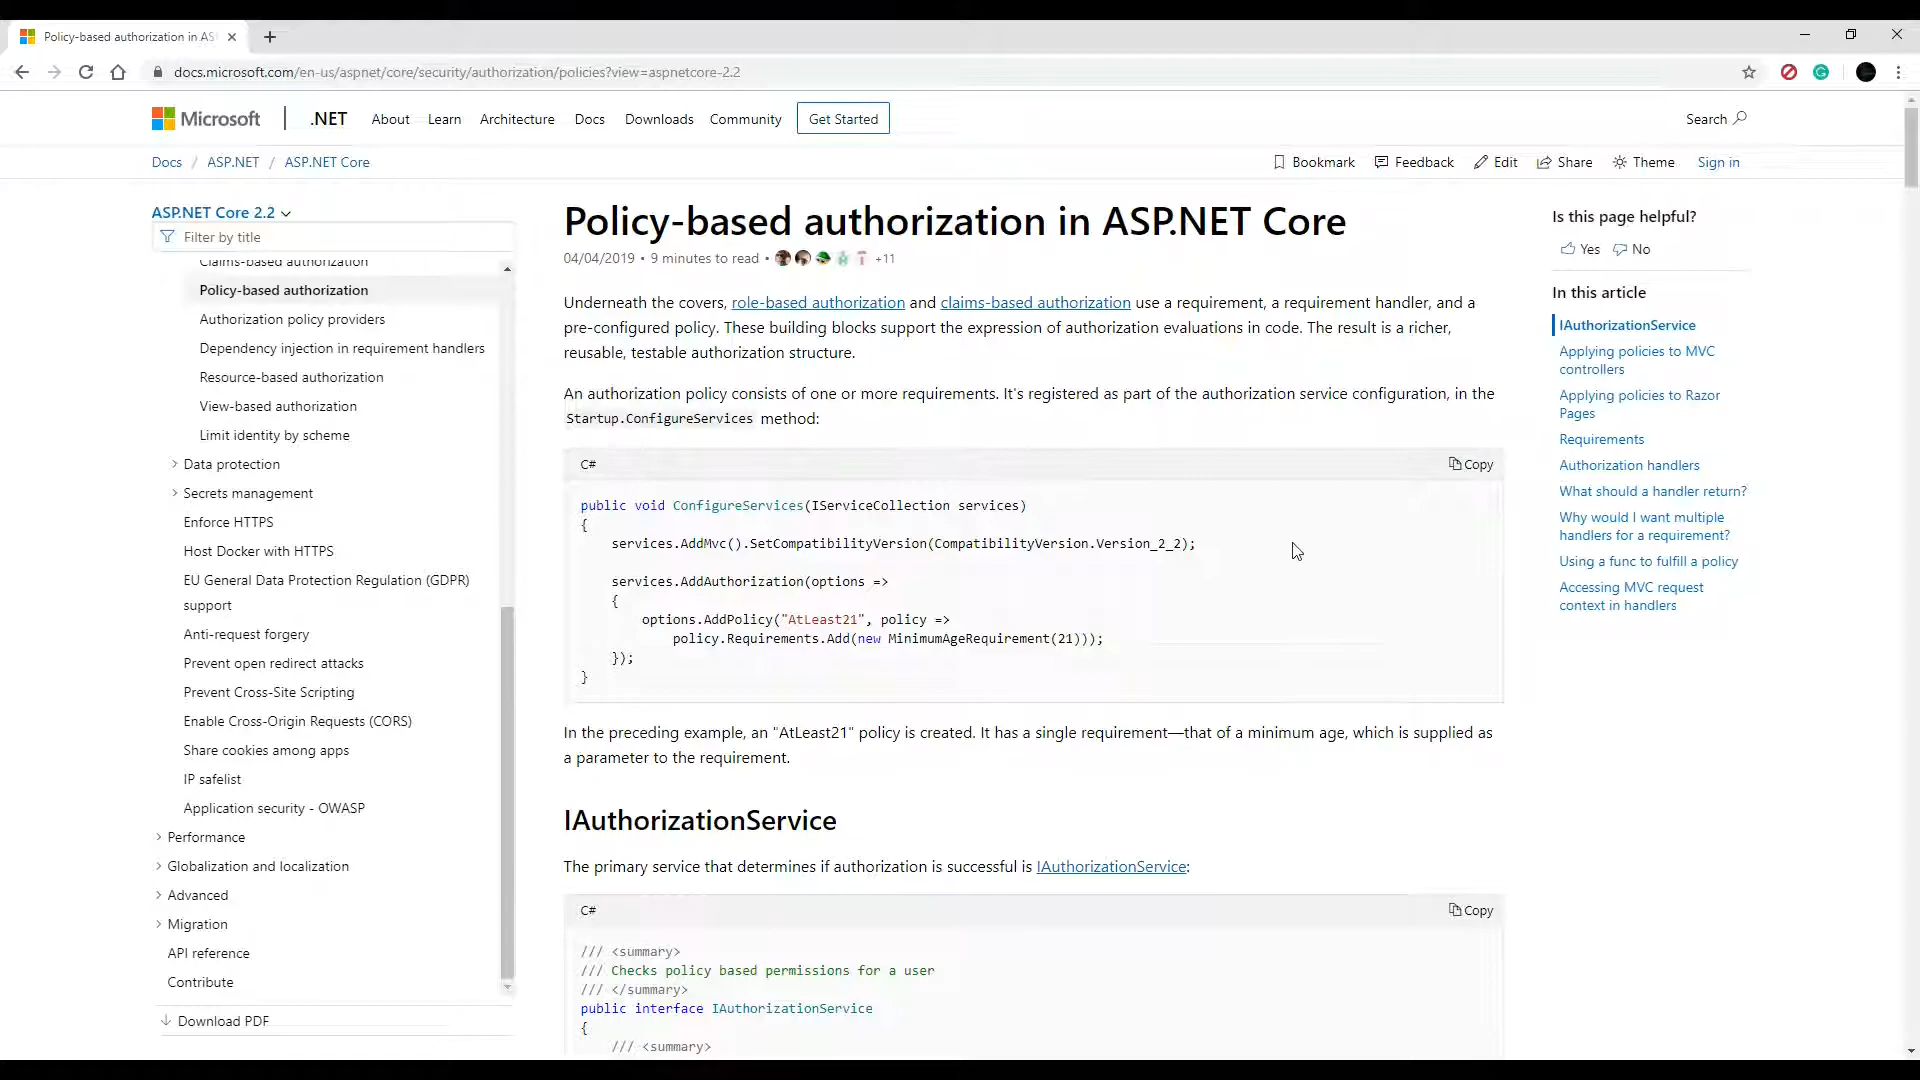 Policy-based authorization in AS
docs.microsoft.com/en-us/aspnet/core/security/authorization/policies?view=aspnetcore-2.2
Microsoft .NET About Learn Architecture Docs Downloads Community Get Started Search
Docs / ASP.NET / ASP.NET Core Bookmark Feedback Edit Share Theme Sign in
ASP.NET Core 2.2
Filter by title
Claims-based authorization
Policy-based authorization
Authorization policy providers
Dependency injection in requirement handlers
Resource-based authorization
View-based authorization
Limit identity by scheme
Data protection
Secrets management
Enforce HTTPS
Host Docker with HTTPS
EU General Data Protection Regulation (GDPR)
support
Anti-request forgery
Prevent open redirect attacks
Prevent Cross-Site Scripting
Enable Cross-Origin Requests (CORS)
Share cookies among apps
IP safelist
Application security - OWASP
Performance
Globalization and localization
Advanced
Migration
API reference
Contribute
Download PDF
Policy-based authorization in ASP.NET Core
04/04/2019 • 9 minutes to read • +11
Underneath the covers, role-based authorization and claims-based authorization use a requirement, a requirement handler, and a
pre-configured policy. These building blocks support the expression of authorization evaluations in code. The result is a richer,
reusable, testable authorization structure.
An authorization policy consists of one or more requirements. It's registered as part of the authorization service configuration, in the
Startup.ConfigureServices method:
C# Copy
public void ConfigureServices(IServiceCollection services)
{
services.AddMvc().SetCompatibilityVersion(CompatibilityVersion.Version_2_2);
services.AddAuthorization(options =>
{
options.AddPolicy("AtLeast21", policy =>
policy.Requirements.Add(new MinimumAgeRequirement(21)));
});
}
In the preceding example, an "AtLeast21" policy is created. It has a single requirement—that of a minimum age, which is supplied as
a parameter to the requirement.
IAuthorizationService
The primary service that determines if authorization is successful is IAuthorizationService:
C# Copy
/// <summary>
/// Checks policy based permissions for a user
/// </summary>
public interface IAuthorizationService
{
/// <summary>
Is this page helpful?
Yes No
In this article
IAuthorizationService
Applying policies to MVC
controllers
Applying policies to Razor
Pages
Requirements
Authorization handlers
What should a handler return?
Why would I want multiple
handlers for a requirement?
Using a func to fulfill a policy
Accessing MVC request
context in handlers